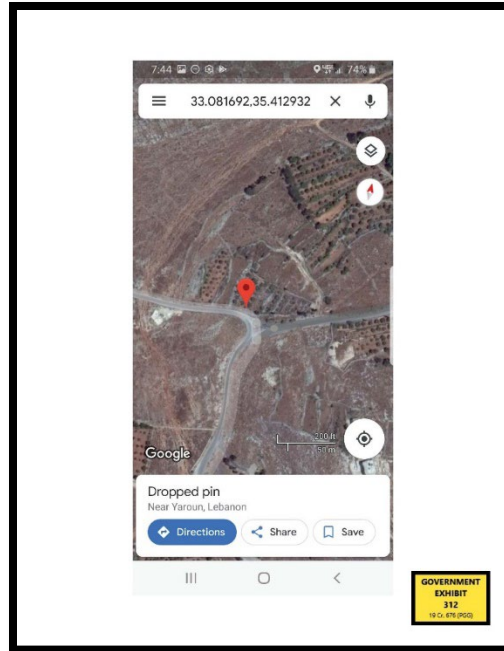 7:44
74%
33.081692,35.412932
200 ft
50 m
Google
Dropped pin
Near Yaroun, Lebanon
Directions
Share
Save
GOVERNMENT
EXHIBIT
312
19 Cr. 676 (PGG)